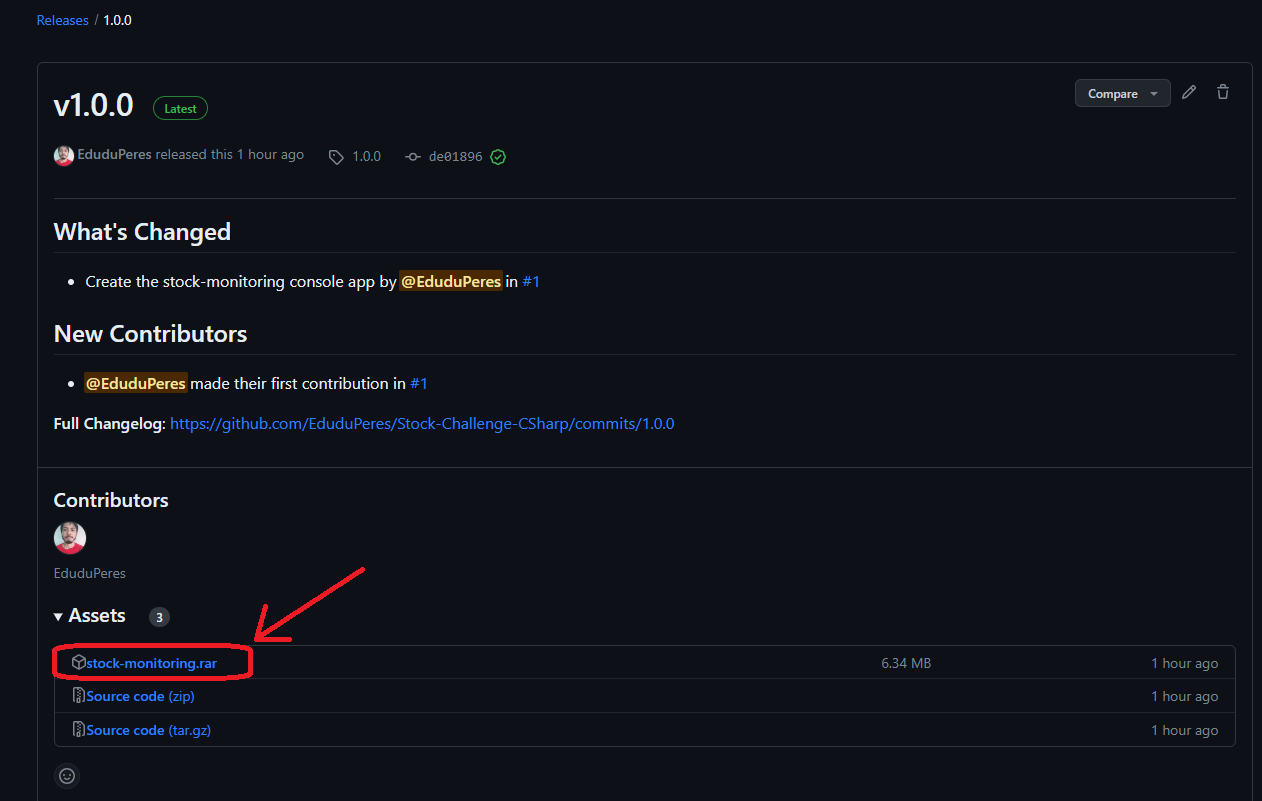 Releases / 1.0.0
v1.0.0 Latest Compare
EduduPeres released this 1 hour ago 1.0.0 de01896
What's Changed
Create the stock-monitoring console app by @EduduPeres in #1
New Contributors
@EduduPeres made their first contribution in #1
Full Changelog: https://github.com/EduduPeres/Stock-Challenge-CSharp/commits/1.0.0
Contributors
EduduPeres
Assets 3
stock-monitoring.rar 6.34 MB 1 hour ago
Source code (zip) 1 hour ago
Source code (tar.gz) 1 hour ago